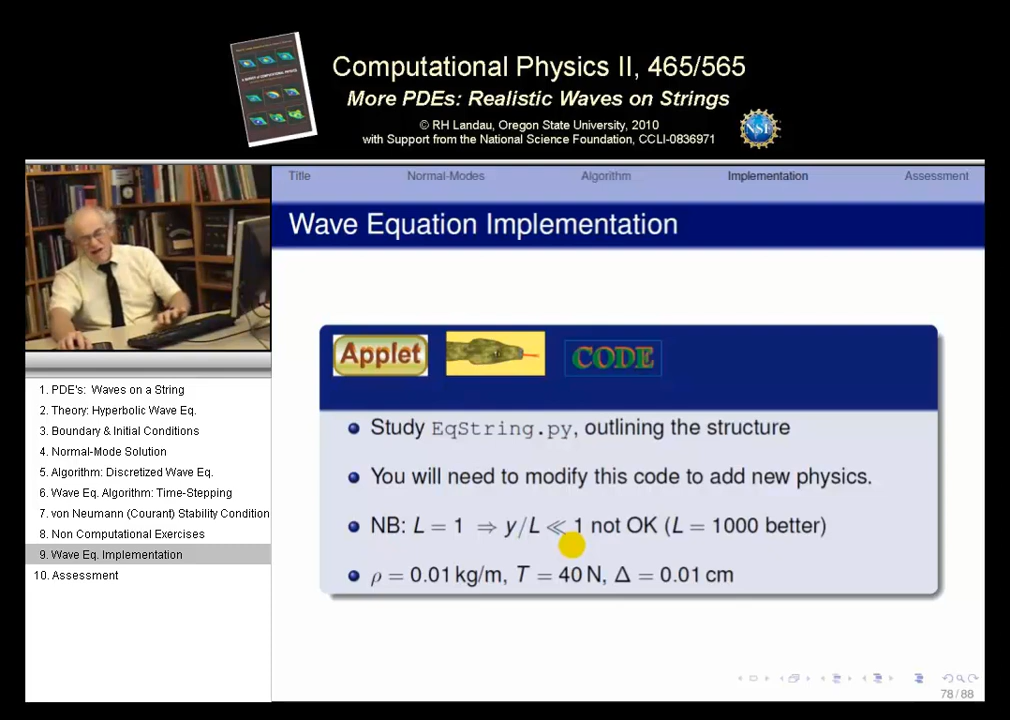 Computational Physics II, 465/565
More PDEs: Realistic Waves on Strings
© RH Landau, Oregon State University, 2010
with Support from the National Science Foundation, CCLI-0836971
NSF
Title Normal-Modes Algorithm Implementation Assessment
Wave Equation Implementation
Applet CODE
Study EqString.py, outlining the structure
You will need to modify this code to add new physics.
NB: L = 1 ⇒ y/L ≪ 1 not OK (L = 1000 better)
ρ = 0.01 kg/m, T = 40 N, Δ = 0.01 cm
78 / 88
1. PDE's: Waves on a String
2. Theory: Hyperbolic Wave Eq.
3. Boundary & Initial Conditions
4. Normal-Mode Solution
5. Algorithm: Discretized Wave Eq.
6. Wave Eq. Algorithm: Time-Stepping
7. von Neumann (Courant) Stability Condition
8. Non Computational Exercises
9. Wave Eq. Implementation
10. Assessment